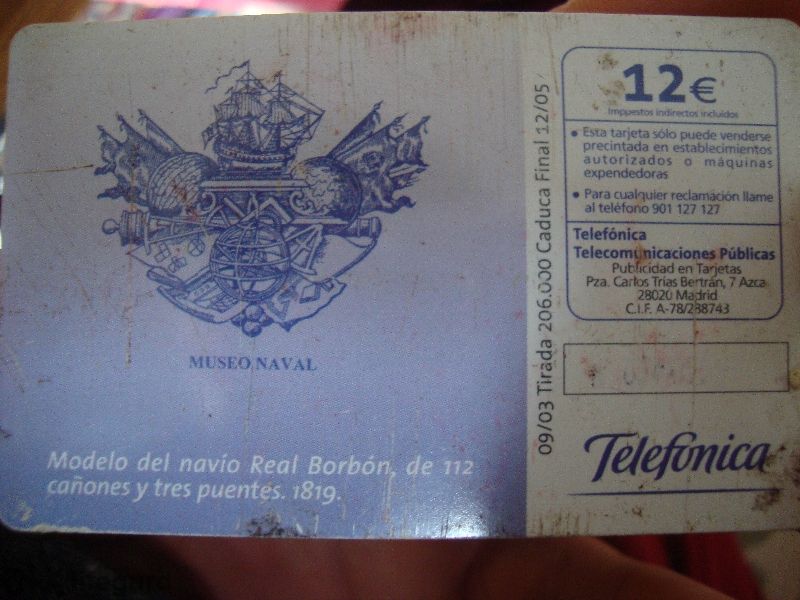 MUSEO NAVAL
Modelo del navío Real Borbón, de 112
cañones y tres puentes. 1819.
09/03 Tirada 206.000 Caduca Final 12/05
12€
Impuestos indirectos incluidos
• Esta tarjeta sólo puede venderse
precintada en establecimientos
autorizados o máquinas
expendedoras
• Para cualquier reclamación llame
al teléfono 901 127 127
Telefónica
Telecomunicaciones Públicas
Publicidad en Tarjetas
Pza. Carlos Trías Bertrán, 7 Azca
28020 Madrid
C.I.F. A-78/288743
Telefónica